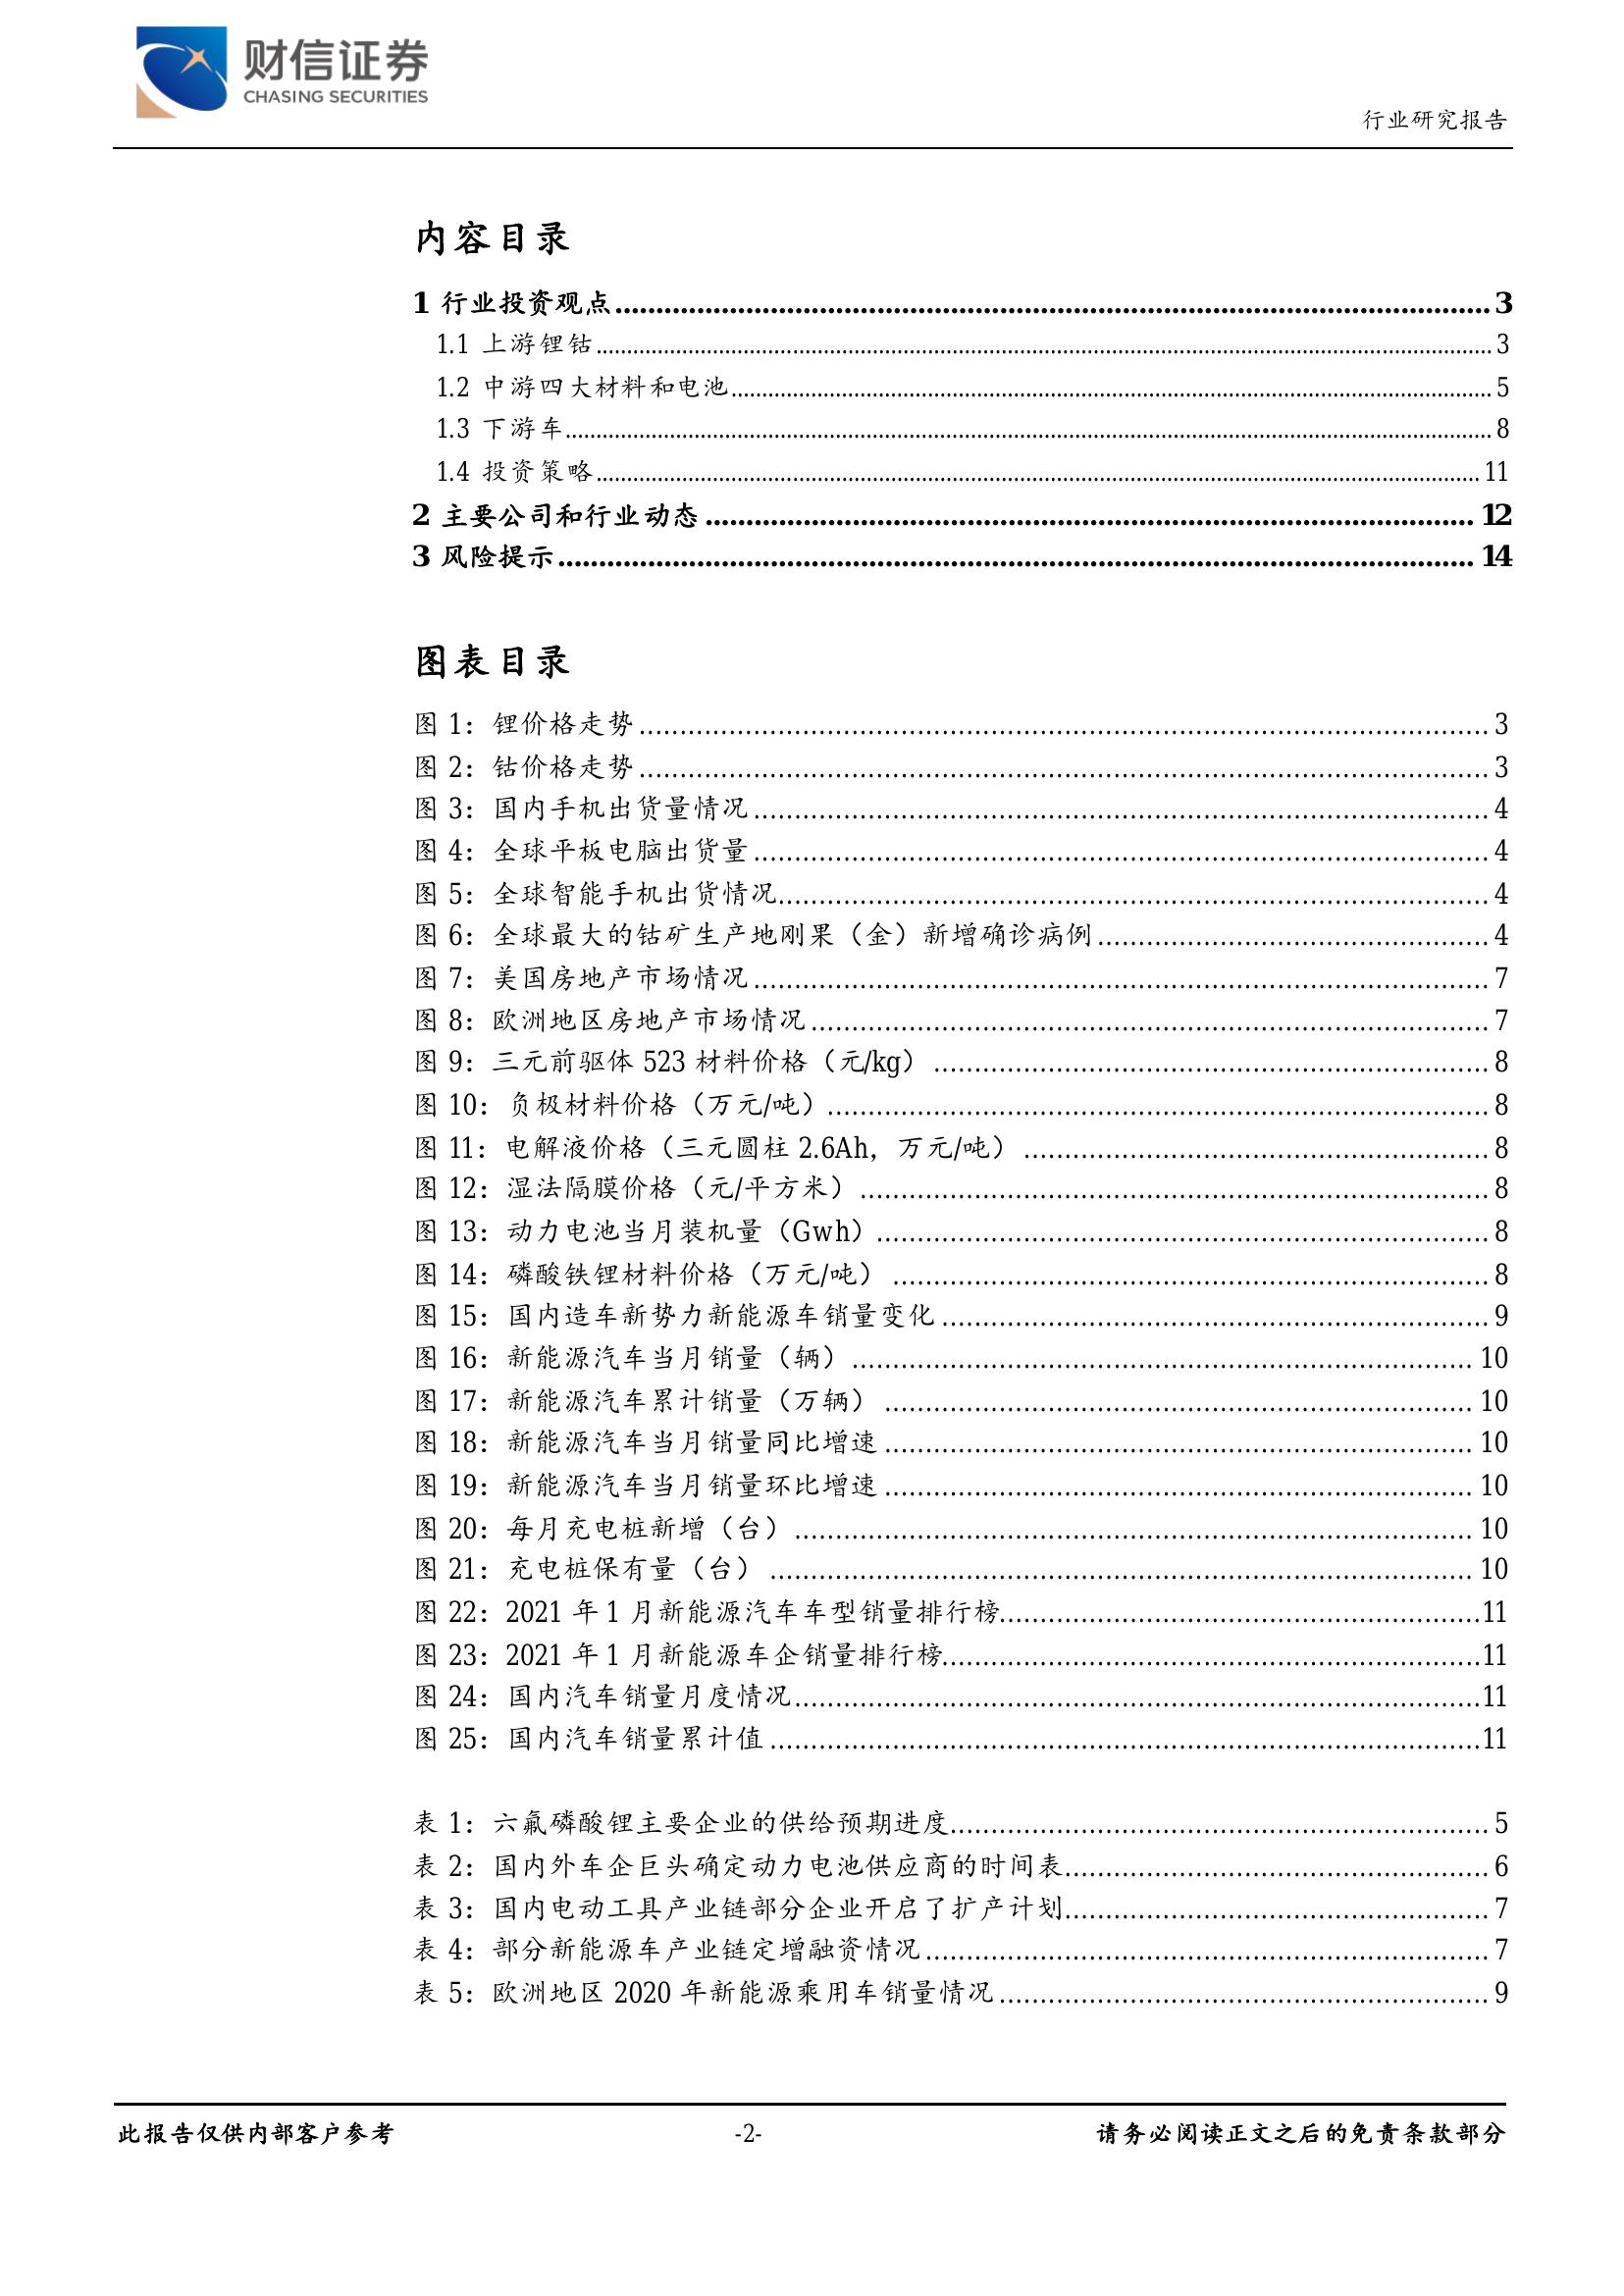 财信证券
CHASING SECURITIES
行业研究报告
内容目录
1 行业投资观点........................................ 3
1.1 上游锂钴........................................ 3
1.2 中游四大材料和电池........................................ 5
1.3 下游车........................................ 8
1.4 投资策略........................................ 11
2 主要公司和行业动态........................................ 12
3 风险提示........................................ 14
图表目录
图 1：锂价格走势........................................ 3
图 2：钴价格走势........................................ 3
图 3：国内手机出货量情况........................................ 4
图 4：全球平板电脑出货量........................................ 4
图 5：全球智能手机出货情况........................................ 4
图 6：全球最大的钴矿生产地刚果（金）新增确诊病例........................................ 4
图 7：美国房地产市场情况........................................ 7
图 8：欧洲地区房地产市场情况........................................ 7
图 9：三元前驱体 523 材料价格（元/kg）........................................ 8
图 10：负极材料价格（万元/吨）........................................ 8
图 11：电解液价格（三元圆柱 2.6Ah，万元/吨）........................................ 8
图 12：湿法隔膜价格（元/平方米）........................................ 8
图 13：动力电池当月装机量（Gwh）........................................ 8
图 14：磷酸铁锂材料价格（万元/吨）........................................ 8
图 15：国内造车新势力新能源车销量变化........................................ 9
图 16：新能源汽车当月销量（辆）........................................ 10
图 17：新能源汽车累计销量（万辆）........................................ 10
图 18：新能源汽车当月销量同比增速........................................ 10
图 19：新能源汽车当月销量环比增速........................................ 10
图 20：每月充电桩新增（台）........................................ 10
图 21：充电桩保有量（台）........................................ 10
图 22：2021 年 1 月新能源汽车车型销量排行榜........................................ 11
图 23：2021 年 1 月新能源车企销量排行榜........................................ 11
图 24：国内汽车销量月度情况........................................ 11
图 25：国内汽车销量累计值........................................ 11
表 1：六氟磷酸锂主要企业的供给预期进度........................................ 5
表 2：国内外车企巨头确定动力电池供应商的时间表........................................ 6
表 3：国内电动工具产业链部分企业开启了扩产计划........................................ 7
表 4：部分新能源车产业链定增融资情况........................................ 7
表 5：欧洲地区 2020 年新能源乘用车销量情况........................................ 9
此报告仅供内部客户参考
-2-
请务必阅读正文之后的免责条款部分